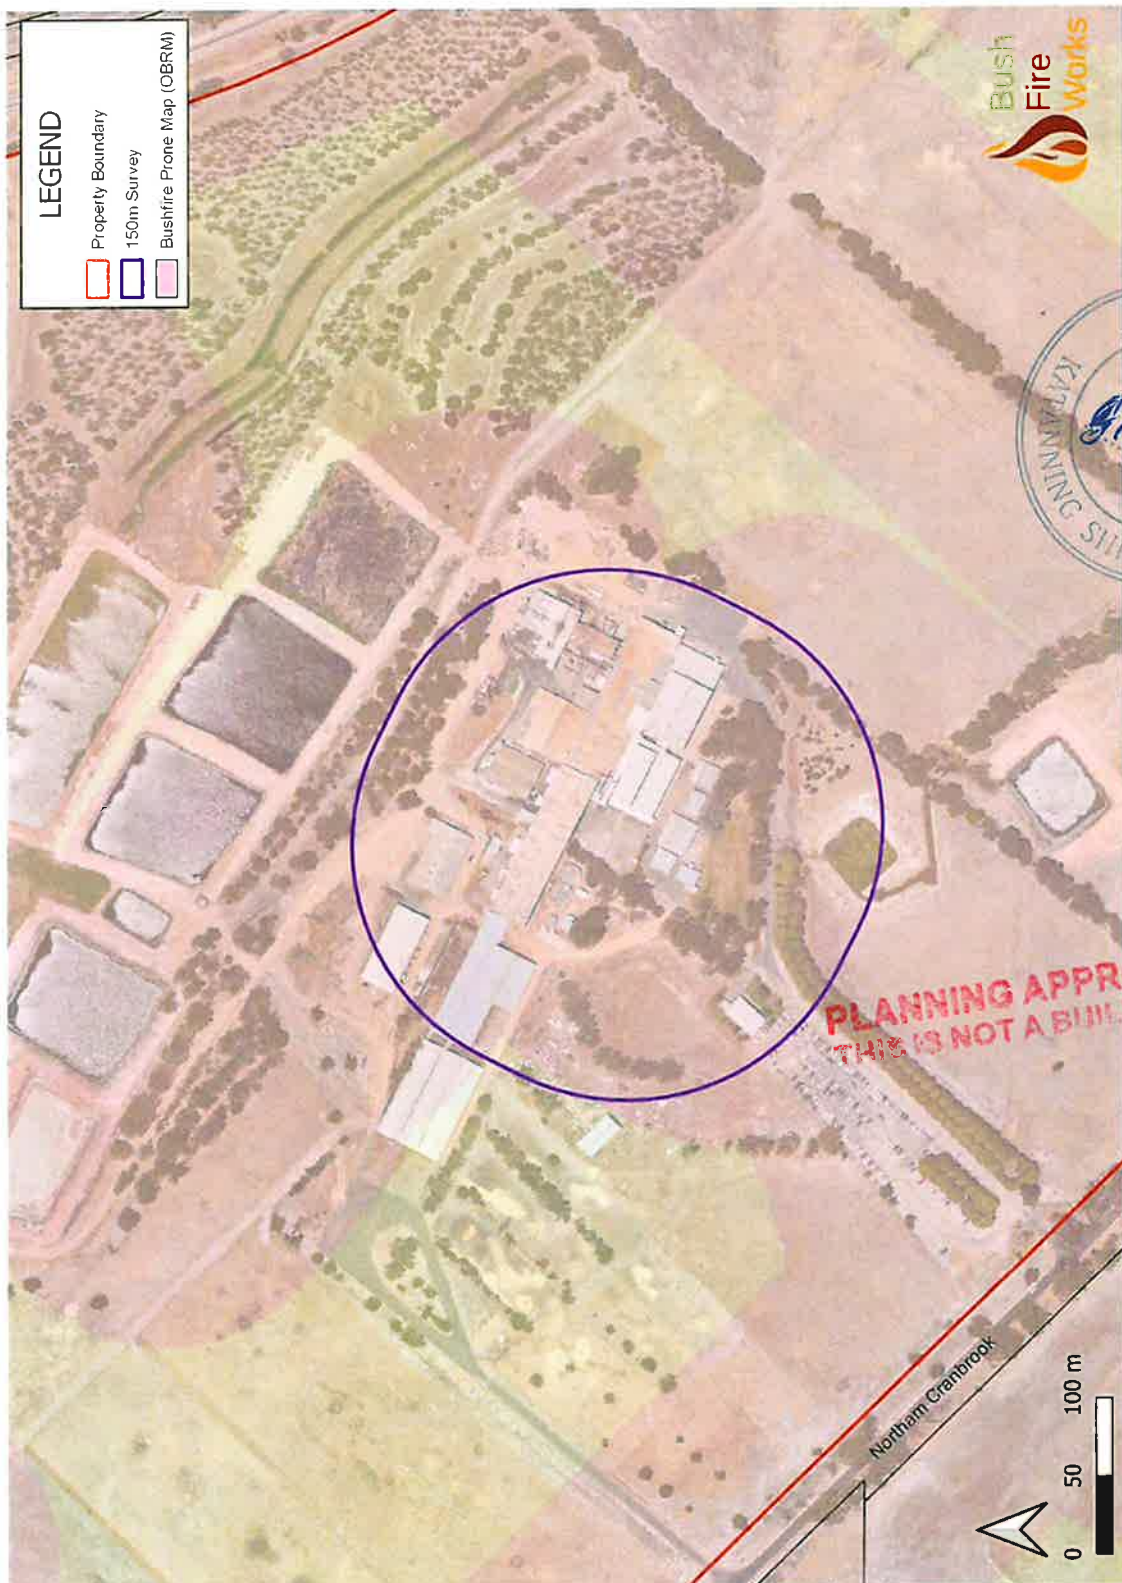 LEGEND
Property Boundary
150m Survey
Bushfire Prone Map (OBRM)
Bush
Fire
Works
KATANNING
PLANNING APPR
THIS IS NOT A BUIL
Northam Cranbrook
0 50 100 m